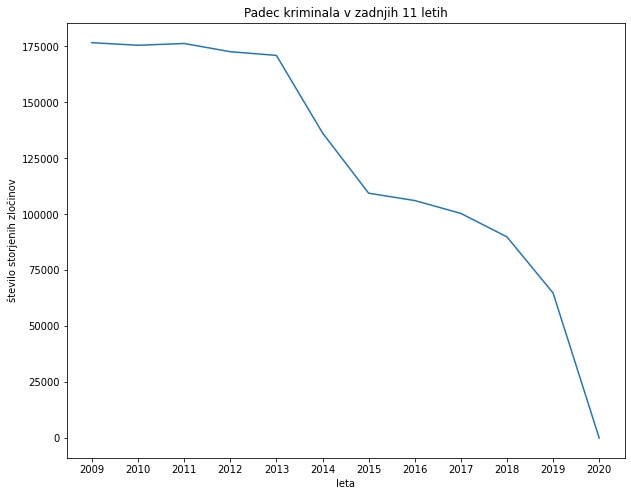 Padec kriminala v zadnjih 11 letih
število storjenih zločinov
175000
150000
125000
100000
75000
50000
25000
0
2009 2010 2011 2012 2013 2014 2015 2016 2017 2018 2019 2020
leta